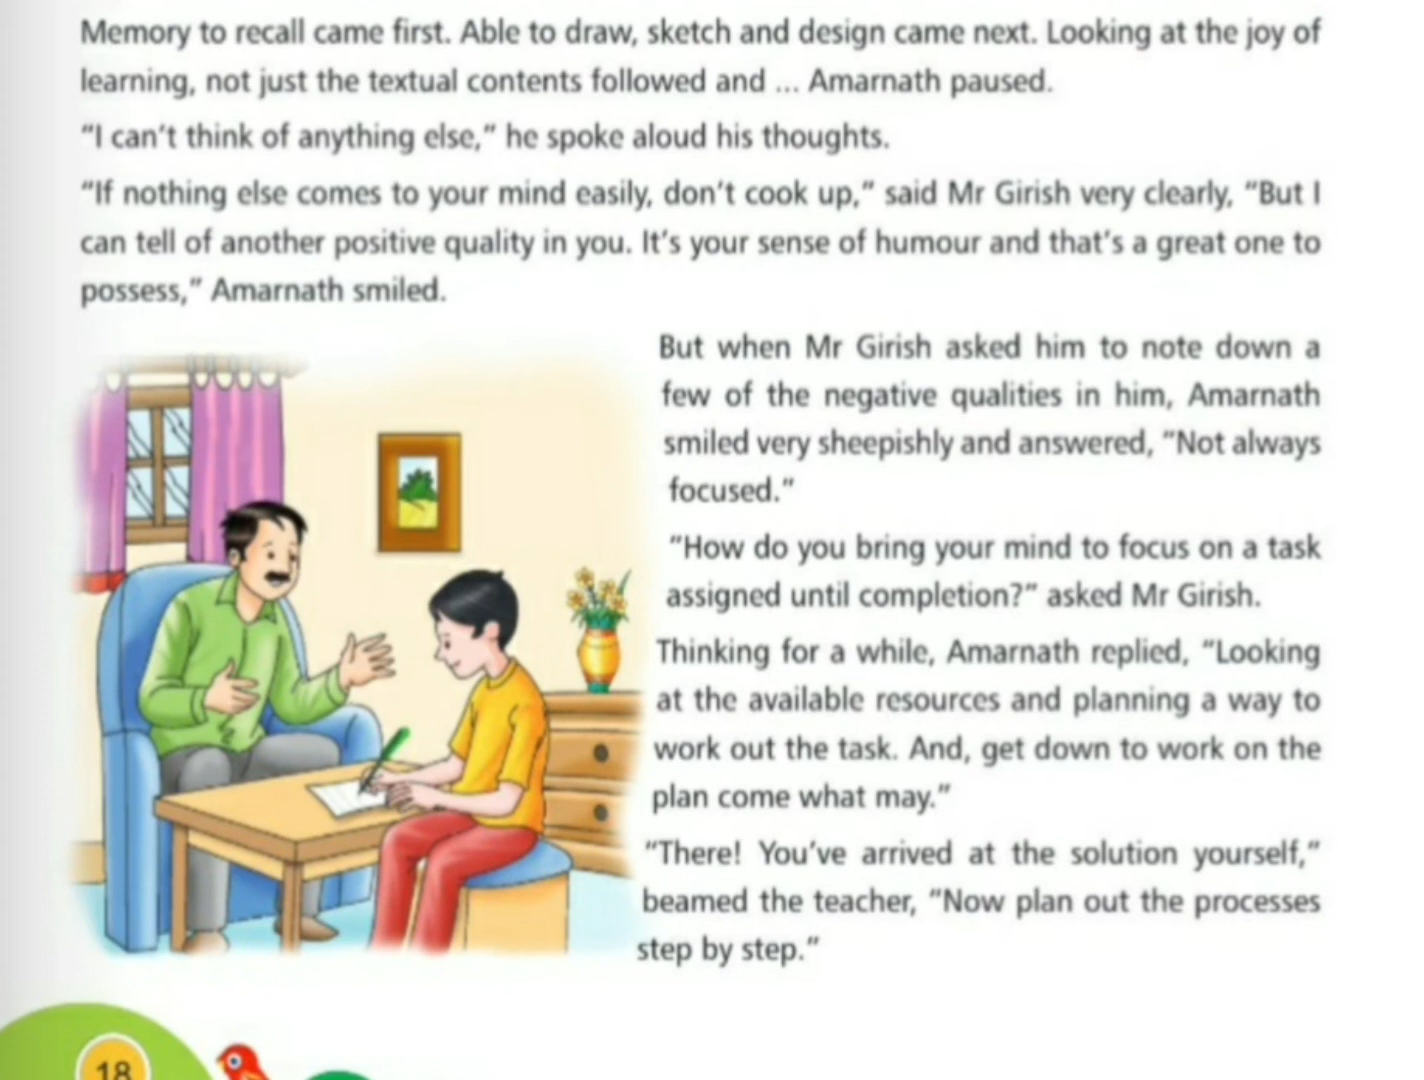 Memory to recall came first. Able to draw, sketch and design came next. Looking at the joy of
learning, not just the textual contents followed and ... Amarnath paused.
“I can’t think of anything else,” he spoke aloud his thoughts.
“If nothing else comes to your mind easily, don’t cook up,” said Mr Girish very clearly, “But I
can tell of another positive quality in you. It’s your sense of humour and that’s a great one to
possess,” Amarnath smiled.
But when Mr Girish asked him to note down a
few of the negative qualities in him, Amarnath
smiled very sheepishly and answered, “Not always
focused.”
“How do you bring your mind to focus on a task
assigned until completion?” asked Mr Girish.
Thinking for a while, Amarnath replied, “Looking
at the available resources and planning a way to
work out the task. And, get down to work on the
plan come what may.”
“There! You’ve arrived at the solution yourself,”
beamed the teacher, “Now plan out the processes
step by step.”
18